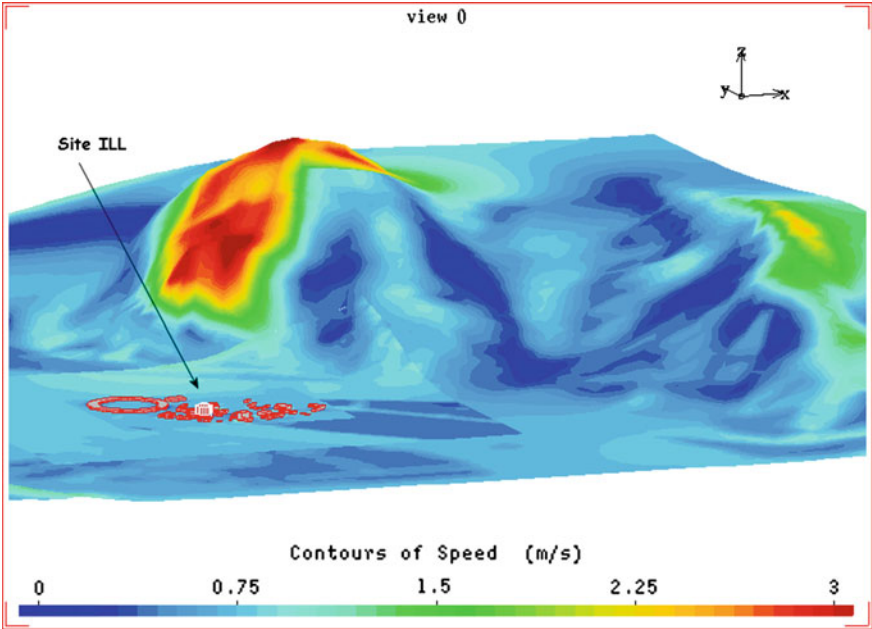 view 0
z
y x
Site ILL
Contours of Speed (m/s)
0 0.75 1.5 2.25 3